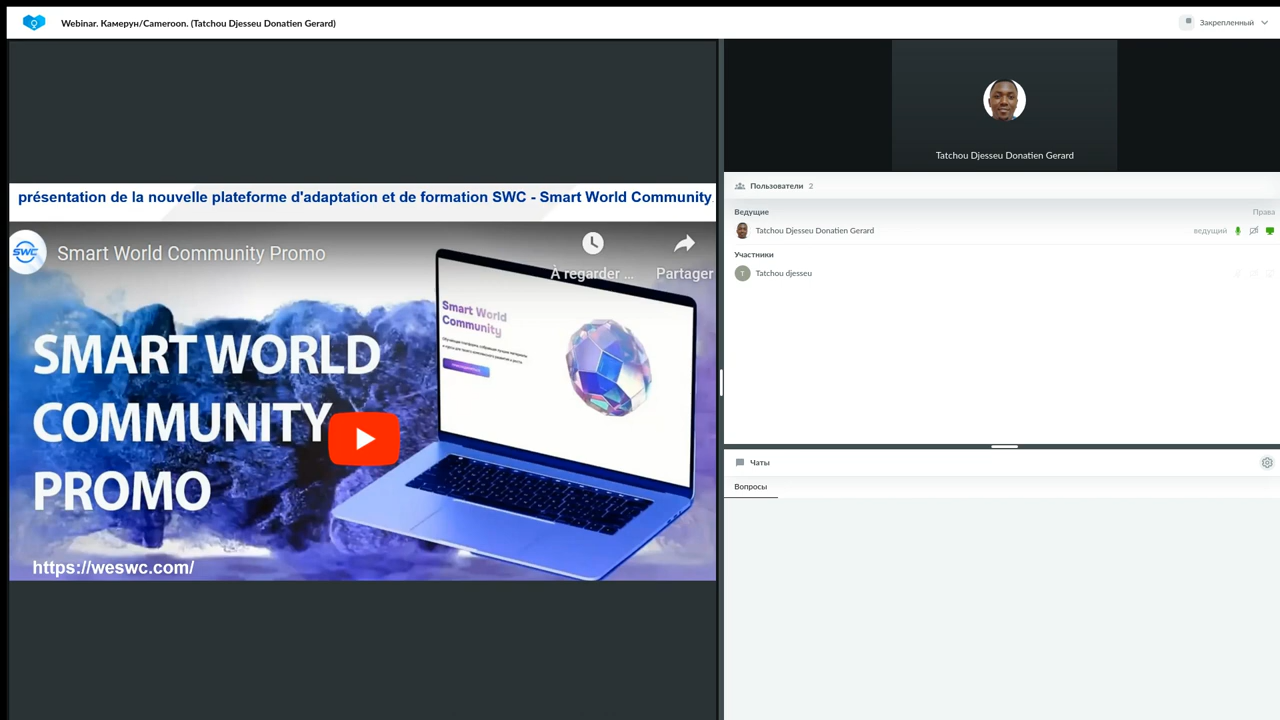 Webinar. Камерун/Cameroon. (Tatchou Djesseu Donatien Gerard)
Закрепленный
présentation de la nouvelle plateforme d'adaptation et de formation SWC - Smart World Community
SWC
Smart World Community Promo
À regarder ...
Partager
Smart World
Community
SMART WORLD
COMMUNITY
PROMO
https://weswc.com/
Tatchou Djesseu Donatien Gerard
Пользователи 2
Ведущие
Права
Tatchou Djesseu Donatien Gerard
ведущий
Участники
T
Tatchou djesseu
Чаты
Вопросы